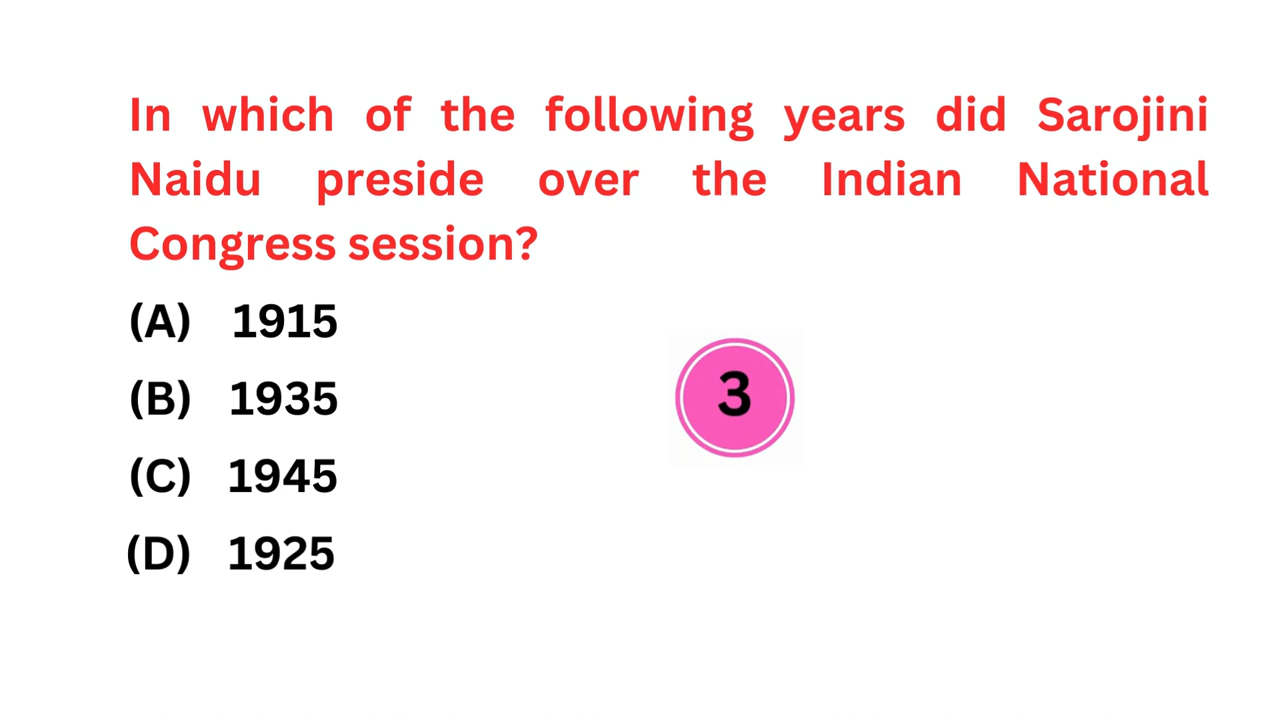 In which of the following years did Sarojini
Naidu preside over the Indian National
Congress session?
(A) 1915
(B) 1935
3
(C) 1945
(D) 1925